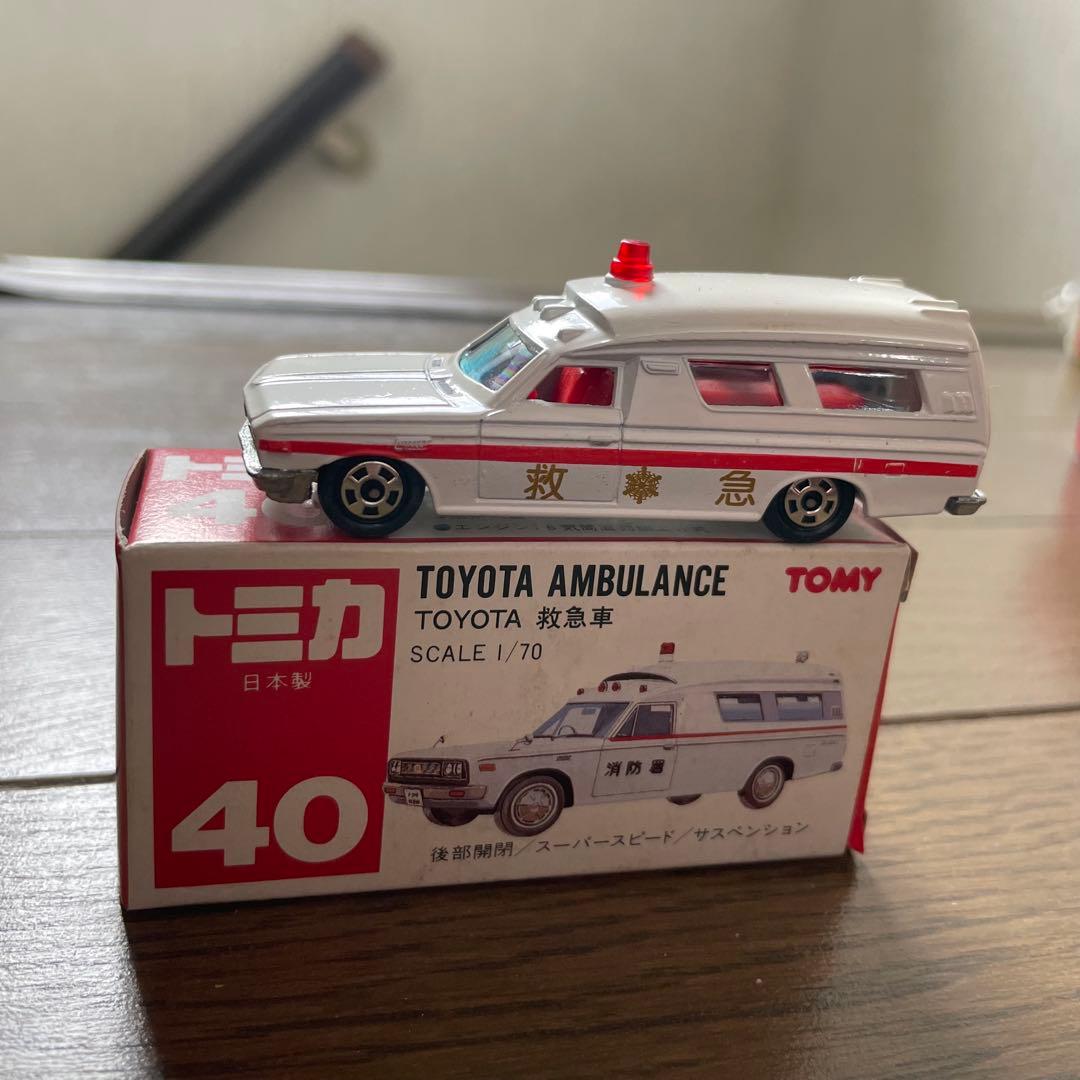 救 急
トミカ
日本製
40
TOYOTA AMBULANCE
TOYOTA 救急車
SCALE 1/70
TOMY
消防署
後部開閉/スーパースピード/サスペンション